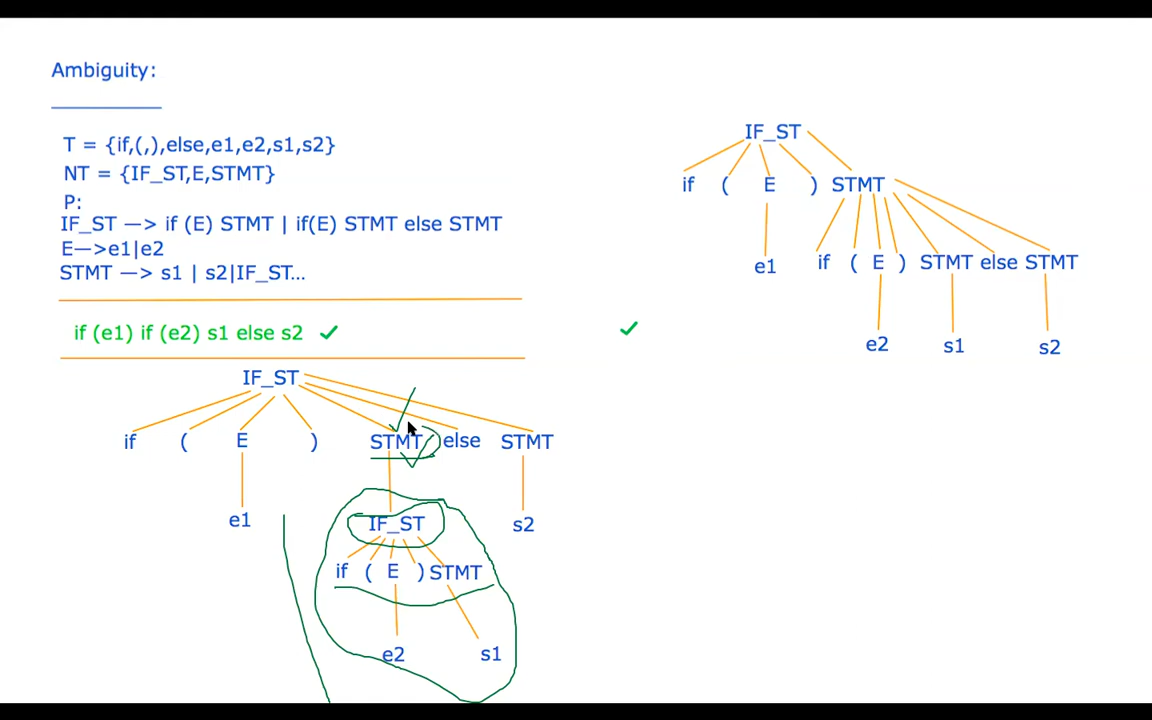 Ambiguity:
T = {if,(,),else,e1,e2,s1,s2}
NT = {IF_ST,E,STMT}
P:
IF_ST —> if (E) STMT | if(E) STMT else STMT
E—>e1|e2
STMT —> s1 | s2|IF_ST...
if (e1) if (e2) s1 else s2
IF_ST
if ( E ) STMT else STMT
e1 IF_ST s2
if ( E ) STMT
e2 s1
IF_ST
if ( E ) STMT
e1 if ( E ) STMT else STMT
e2 s1 s2